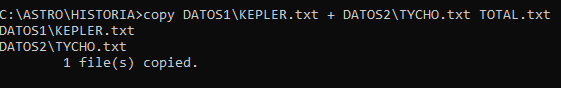 C:\ASTRO\HISTORIA>copy DATOS1\KEPLER.txt + DATOS2\TYCHO.txt TOTAL.txt
DATOS1\KEPLER.txt
DATOS2\TYCHO.txt
        1 file(s) copied.